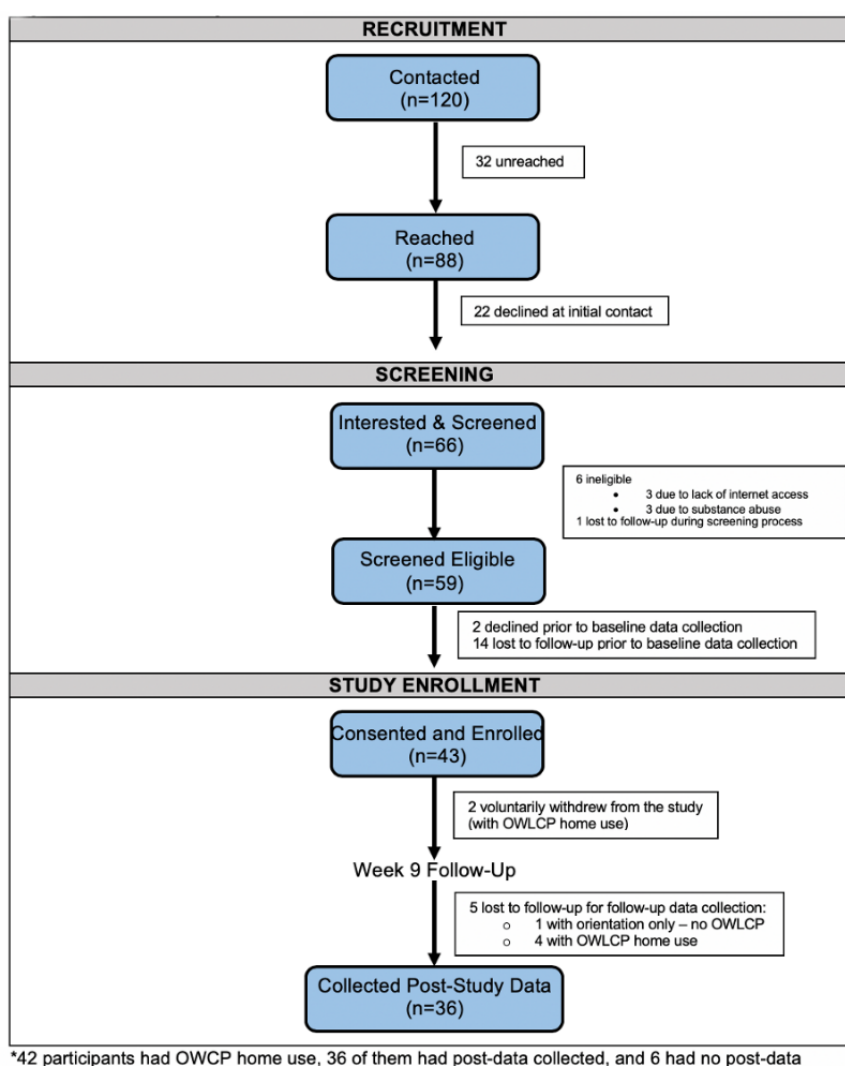 RECRUITMENT
Contacted
(n=120)
32 unreached
Reached
(n=88)
22 declined at initial contact
SCREENING
Interested & Screened
(n=66)
6 ineligible
• 3 due to lack of internet access
• 3 due to substance abuse
1 lost to follow-up during screening process
Screened Eligible
(n=59)
2 declined prior to baseline data collection
14 lost to follow-up prior to baseline data collection
STUDY ENROLLMENT
Consented and Enrolled
(n=43)
2 voluntarily withdrew from the study
(with OWLCP home use)
Week 9 Follow-Up
5 lost to follow-up for follow-up data collection:
o 1 with orientation only – no OWLCP
o 4 with OWLCP home use
Collected Post-Study Data
(n=36)
*42 participants had OWCP home use, 36 of them had post-data collected, and 6 had no post-data